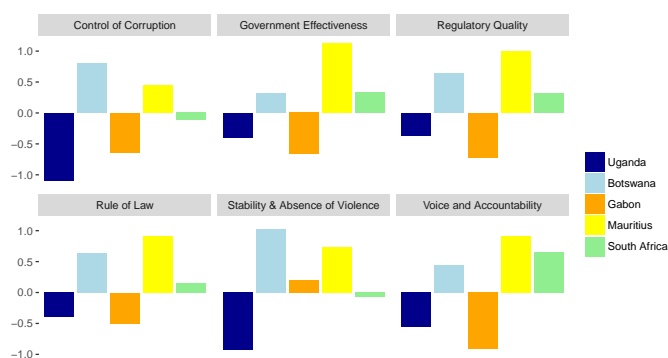 Control of Corruption
Government Effectiveness
Regulatory Quality
1.0
0.5
0.0
−0.5
−1.0
Rule of Law
Stability & Absence of Violence
Voice and Accountability
1.0
0.5
0.0
−0.5
−1.0
Uganda
Botswana
Gabon
Mauritius
South Africa